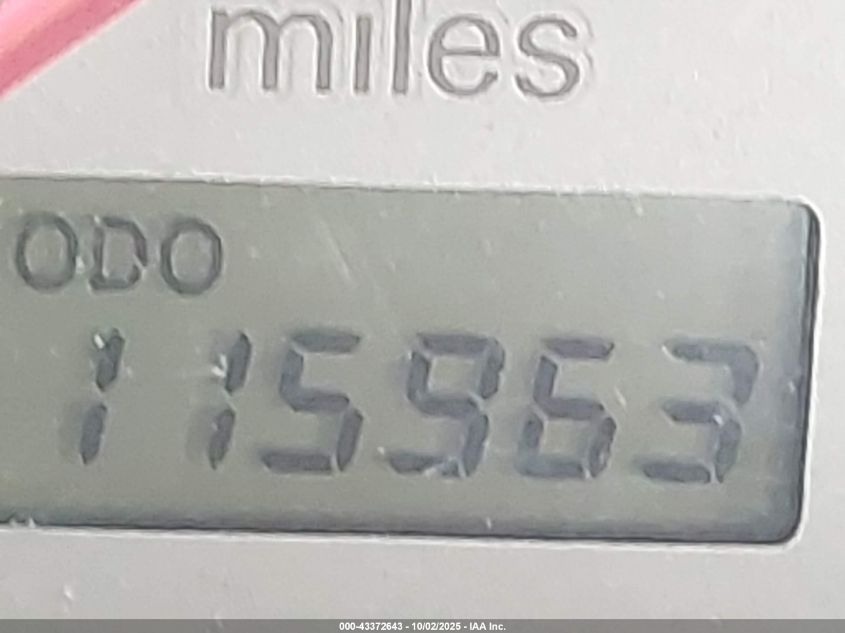 miles
ODO
115963
000-43372643 - 10/02/2025 - IAA Inc.